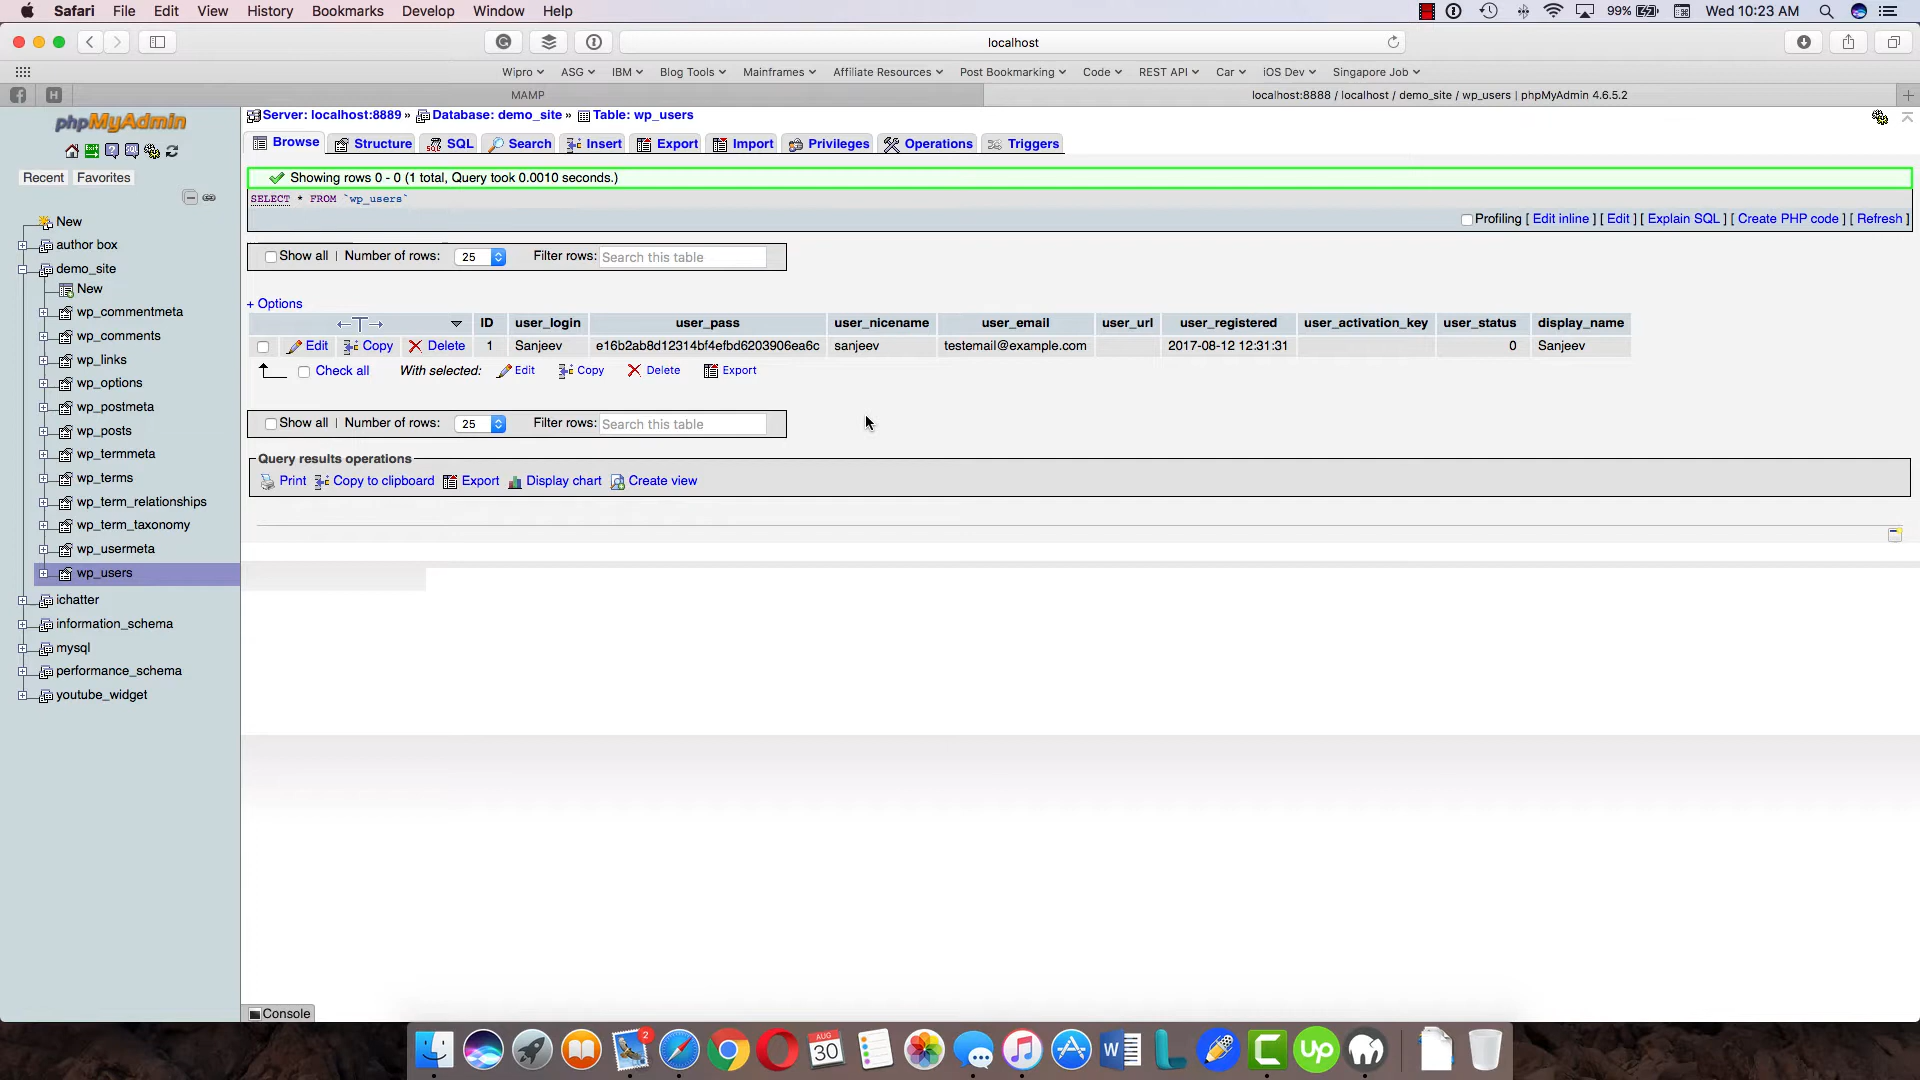 Safari File Edit View History Bookmarks Develop Window Help 99% Wed 10:23 AM
localhost
Wipro ASG IBM Blog Tools Mainframes Affiliate Resources Post Bookmarking Code REST API Car iOS Dev Singapore Job
H MAMP localhost:8888 / localhost / demo_site / wp_users | phpMyAdmin 4.6.5.2
phpMyAdmin
Recent Favorites
New
author box
demo_site
New
wp_commentmeta
wp_comments
wp_links
wp_options
wp_postmeta
wp_posts
wp_termmeta
wp_terms
wp_term_relationships
wp_term_taxonomy
wp_usermeta
wp_users
ichatter
information_schema
mysql
performance_schema
youtube_widget
Server: localhost:8889 » Database: demo_site » Table: wp_users
Browse Structure SQL Search Insert Export Import Privileges Operations Triggers
Showing rows 0 - 0 (1 total, Query took 0.0010 seconds.)
SELECT * FROM `wp_users`
Profiling [ Edit inline ] [ Edit ] [ Explain SQL ] [ Create PHP code ] [ Refresh ]
Show all | Number of rows: 25 Filter rows: Search this table
+ Options
ID user_login user_pass user_nicename user_email user_url user_registered user_activation_key user_status display_name
Edit Copy Delete 1 Sanjeev e16b2ab8d12314bf4efbd6203906ea6c sanjeev testemail@example.com 2017-08-12 12:31:31 0 Sanjeev
Check all With selected: Edit Copy Delete Export
Show all | Number of rows: 25 Filter rows: Search this table
Query results operations
Print Copy to clipboard Export Display chart Create view
Console
2 AUG 30 W L C Up